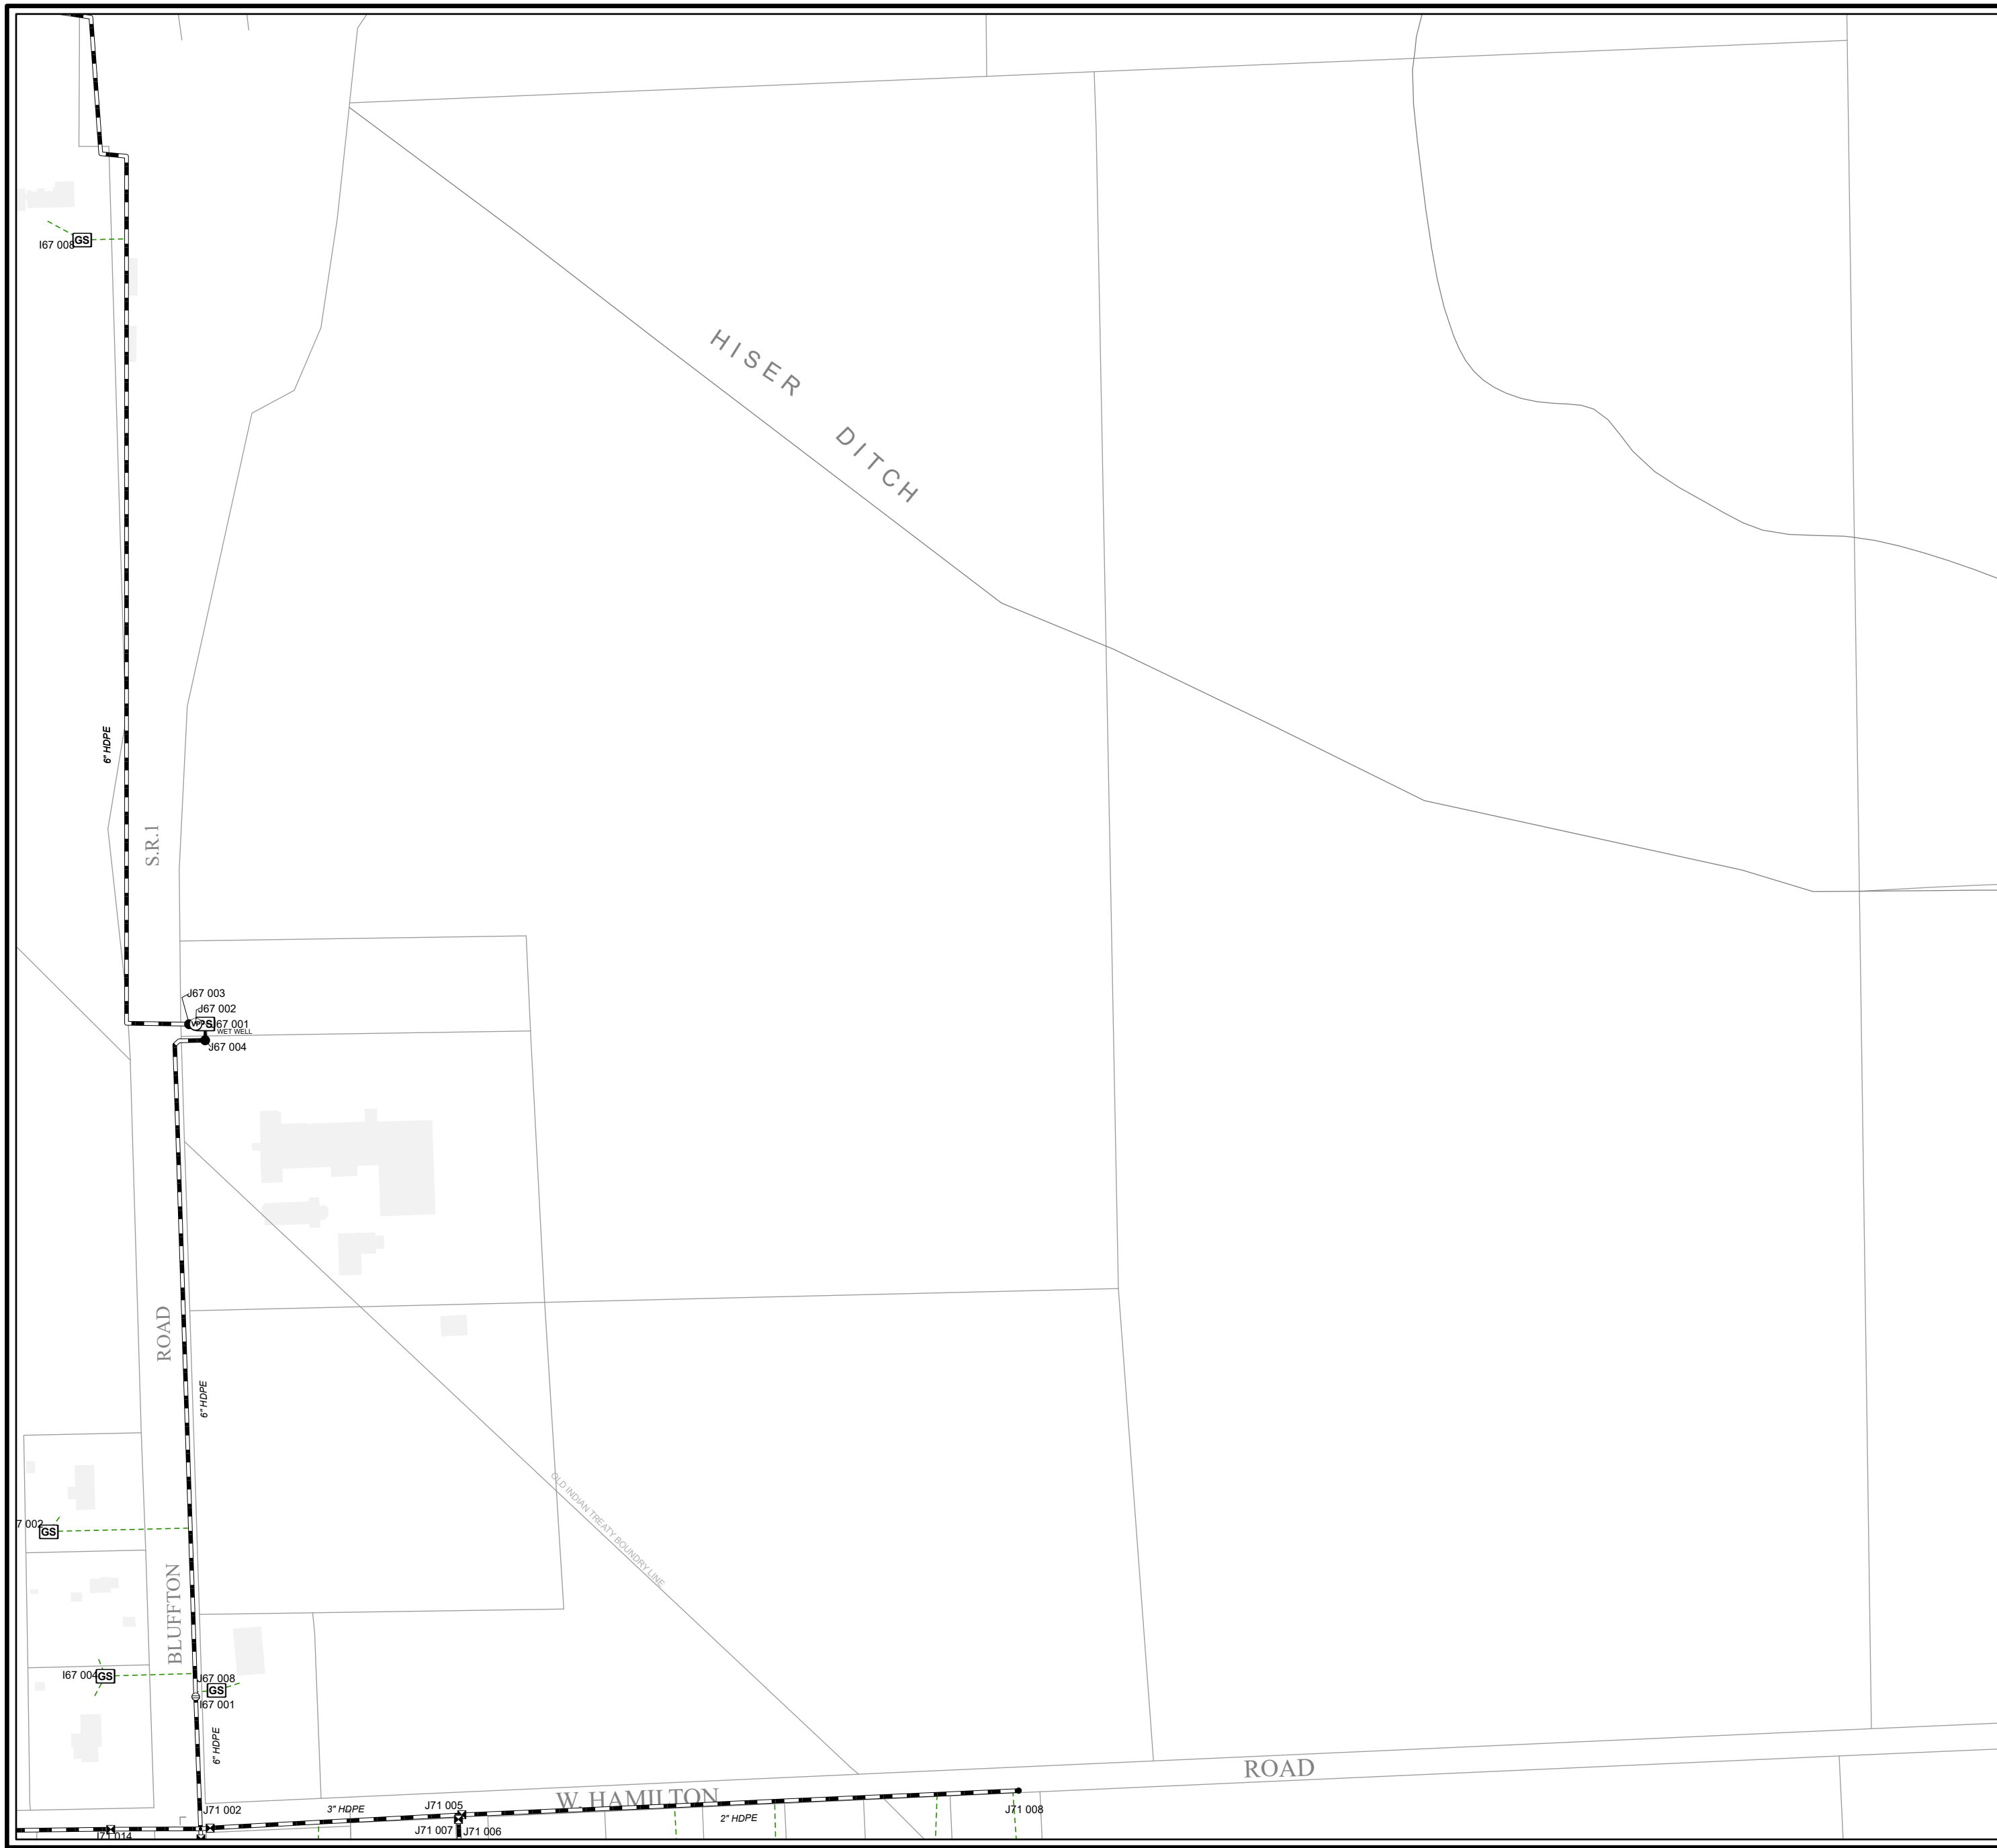 I67 008
GS
HISER
DITCH
6" HDPE
S.R.1
J67 003
J67 002
J67 001
WET WELL
J67 004
ROAD
6" HDPE
OLD INDIAN TREATY BOUNDRY LINE
7 002
GS
BLUFFTON
I67 004
GS
J67 008
GS
I67 001
6" HDPE
ROAD
W. HAMILTON
J71 002
3" HDPE
J71 005
2" HDPE
J71 008
I71 014
J71 007
J71 006